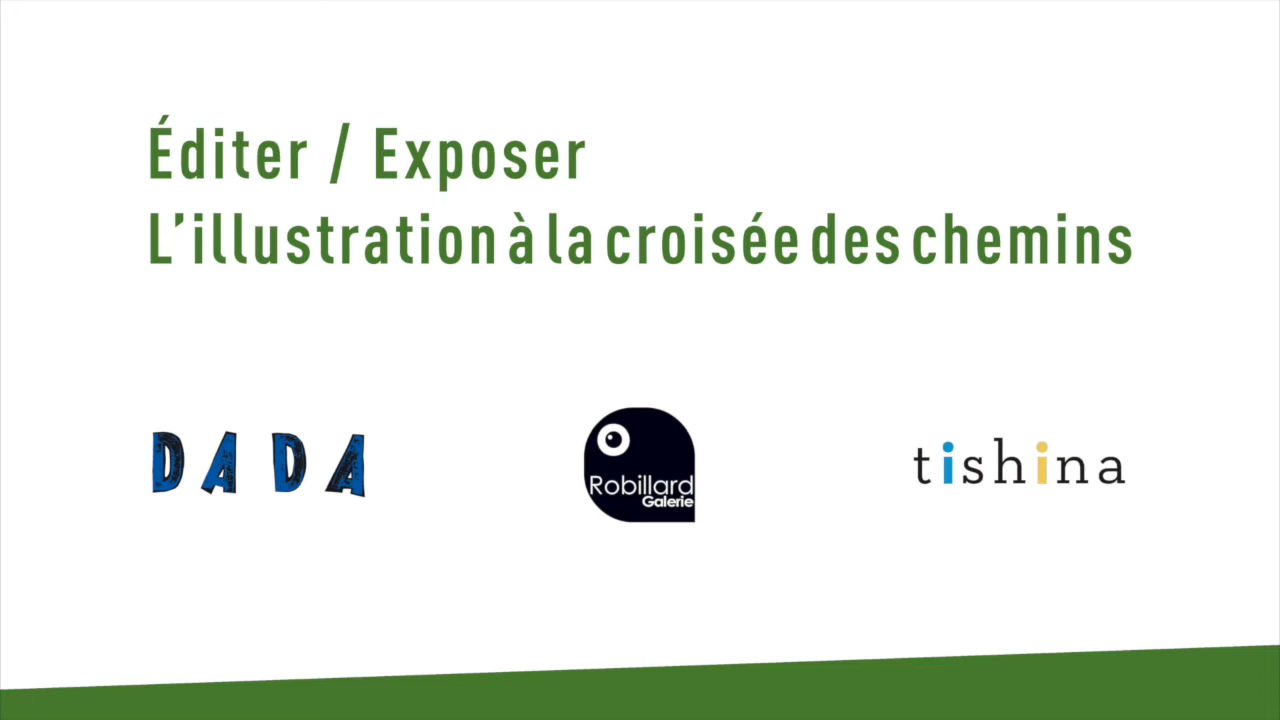 Éditer / Exposer
L'illustration à la croisée des chemins
DADA
Robillard
Galerie
tishina